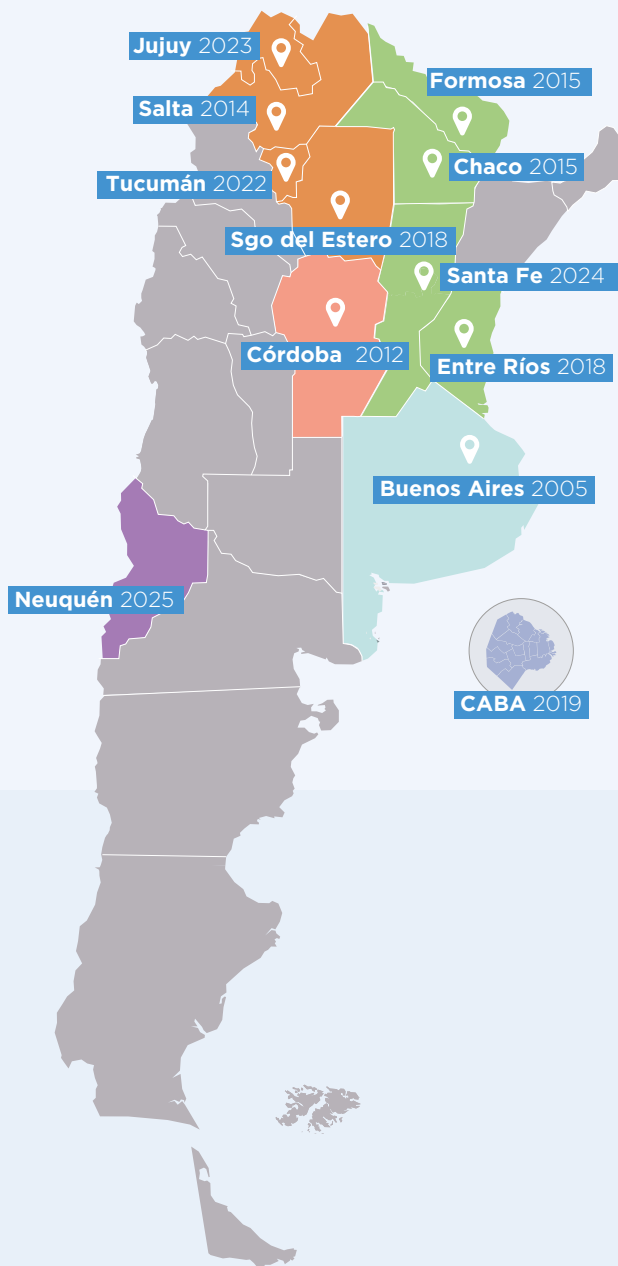 Jujuy 2023
Formosa 2015
Salta 2014
Chaco 2015
Tucumán 2022
Sgo del Estero 2018
Santa Fe 2024
Córdoba 2012
Entre Ríos 2018
Buenos Aires 2005
Neuquén 2025
CABA 2019